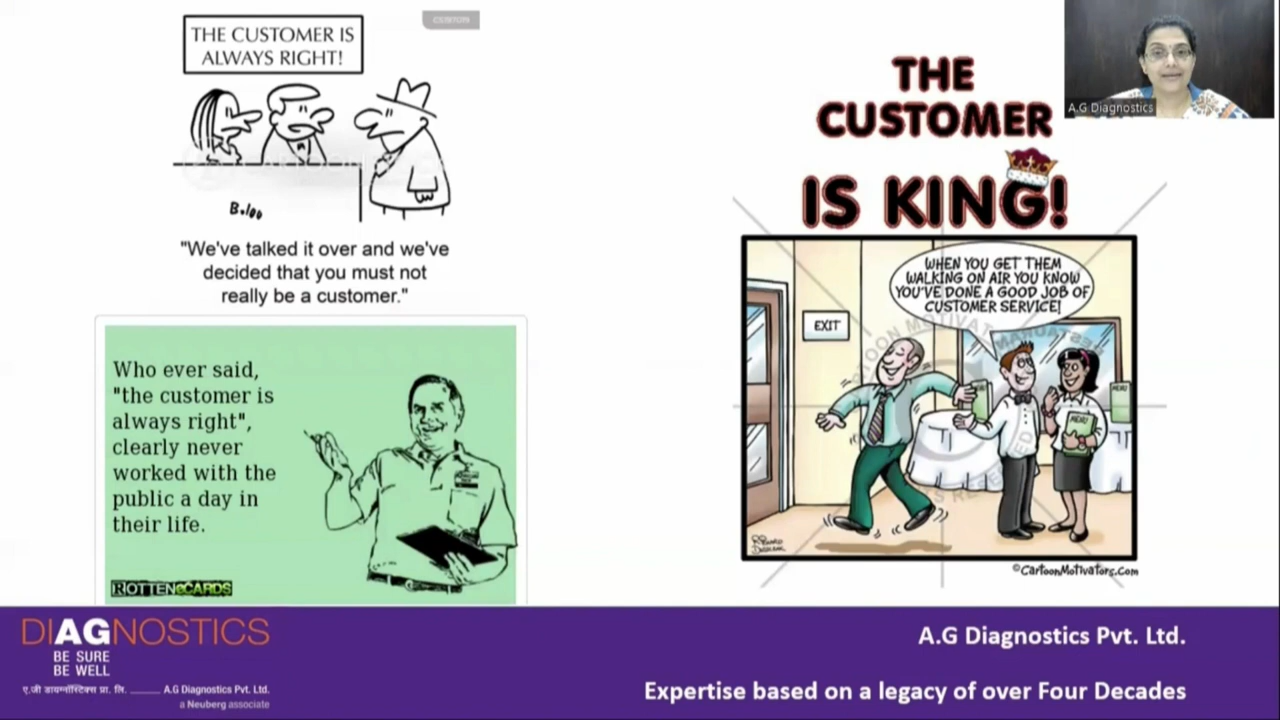 THE CUSTOMER IS
ALWAYS RIGHT!
"We've talked it over and we've
decided that you must not
really be a customer."
Who ever said,
"the customer is
always right",
clearly never
worked with the
public a day in
their life.
ROTTENeCARDS
THE
CUSTOMER
IS KING!
WHEN YOU GET THEM
WALKING ON AIR YOU KNOW
YOU'VE DONE A GOOD JOB OF
CUSTOMER SERVICE!
EXIT
MENU
MENU
©CartoonMotivators.com
A.G Diagnostics
DIAGNOSTICS
BE SURE
BE WELL
ए.जी डायग्नॉस्टिक्स प्रा. लि. A.G Diagnostics Pvt. Ltd.
a Neuberg associate
A.G Diagnostics Pvt. Ltd.
Expertise based on a legacy of over Four Decades